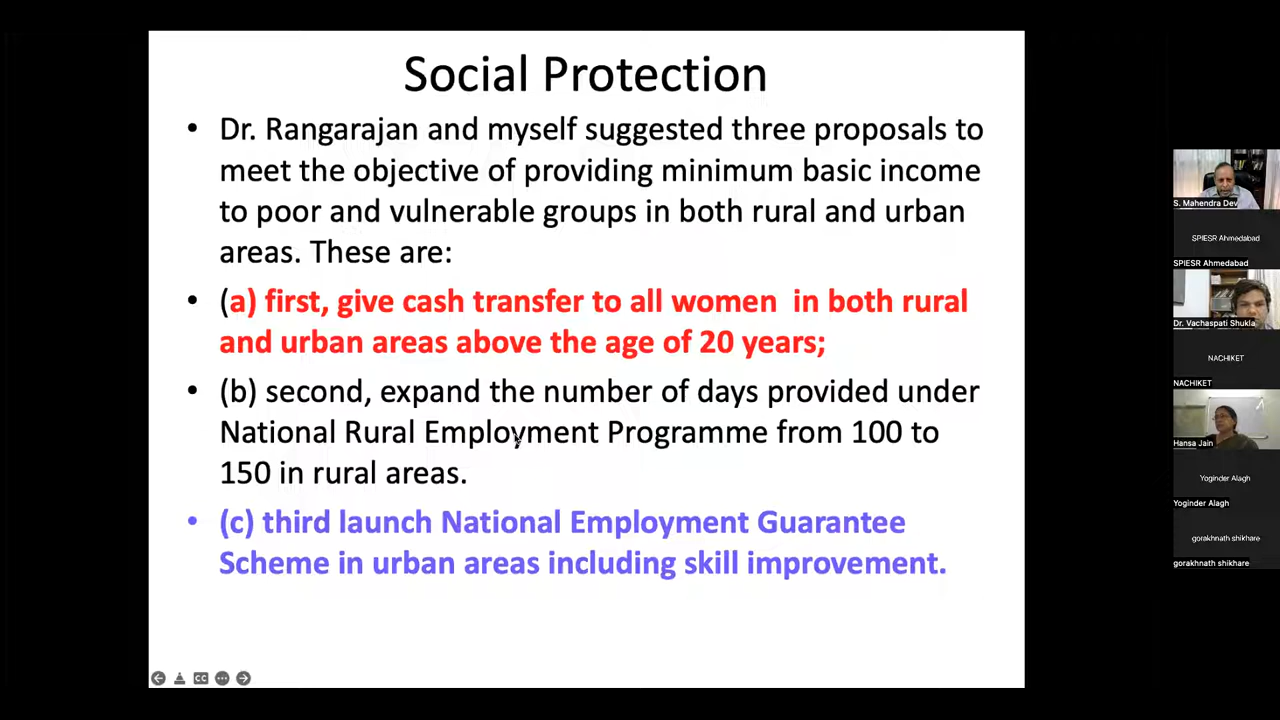 Social Protection
• Dr. Rangarajan and myself suggested three proposals to
meet the objective of providing minimum basic income
to poor and vulnerable groups in both rural and urban
areas. These are:
• (a) first, give cash transfer to all women in both rural
and urban areas above the age of 20 years;
• (b) second, expand the number of days provided under
National Rural Employment Programme from 100 to
150 in rural areas.
• (c) third launch National Employment Guarantee
Scheme in urban areas including skill improvement.
CC
S. Mahendra Dev
SPIESR Ahmedabad
SPIESR Ahmedabad
Dr. Vachaspati Shukla
NACHIKET
NACHIKET
Hansa Jain
Yoginder Alagh
Yoginder Alagh
gorakhnath shikhare
gorakhnath shikhare